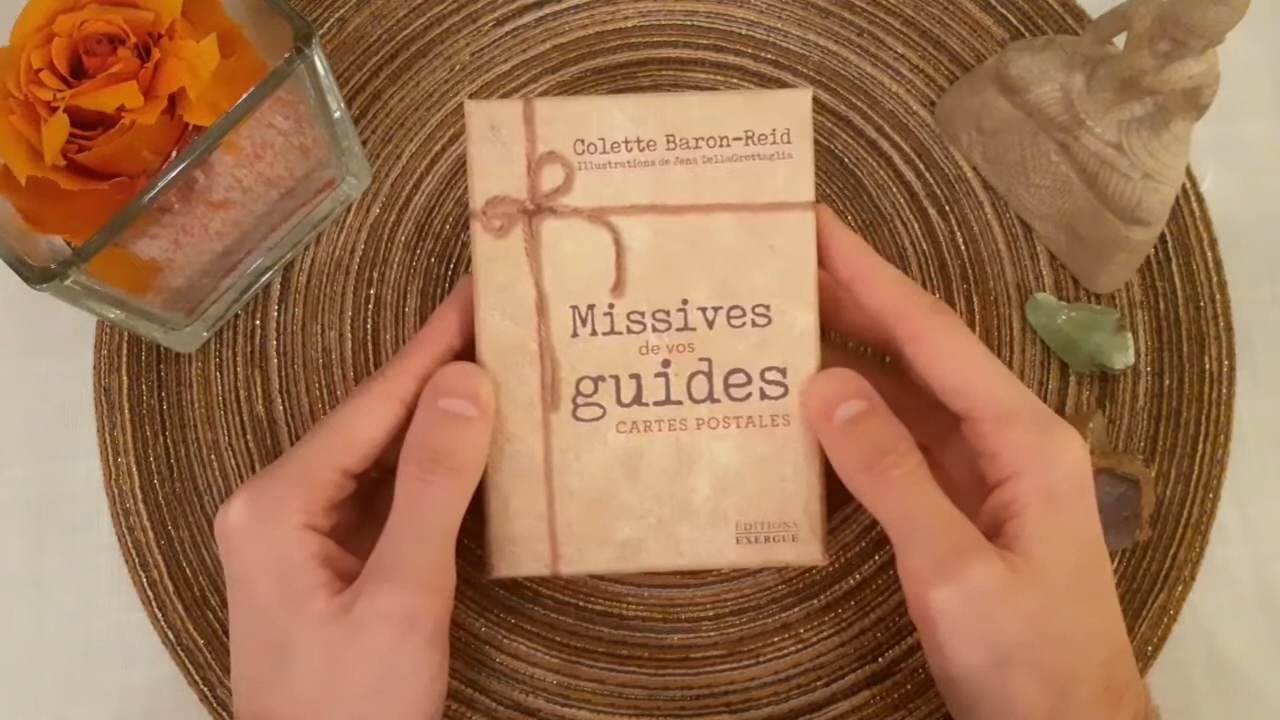 Colette Baron-Reid
Illustrations de Jena DellaGrottaglia
Missives
de vos
guides
CARTES POSTALES
ÉDITIONS
EXERGUE